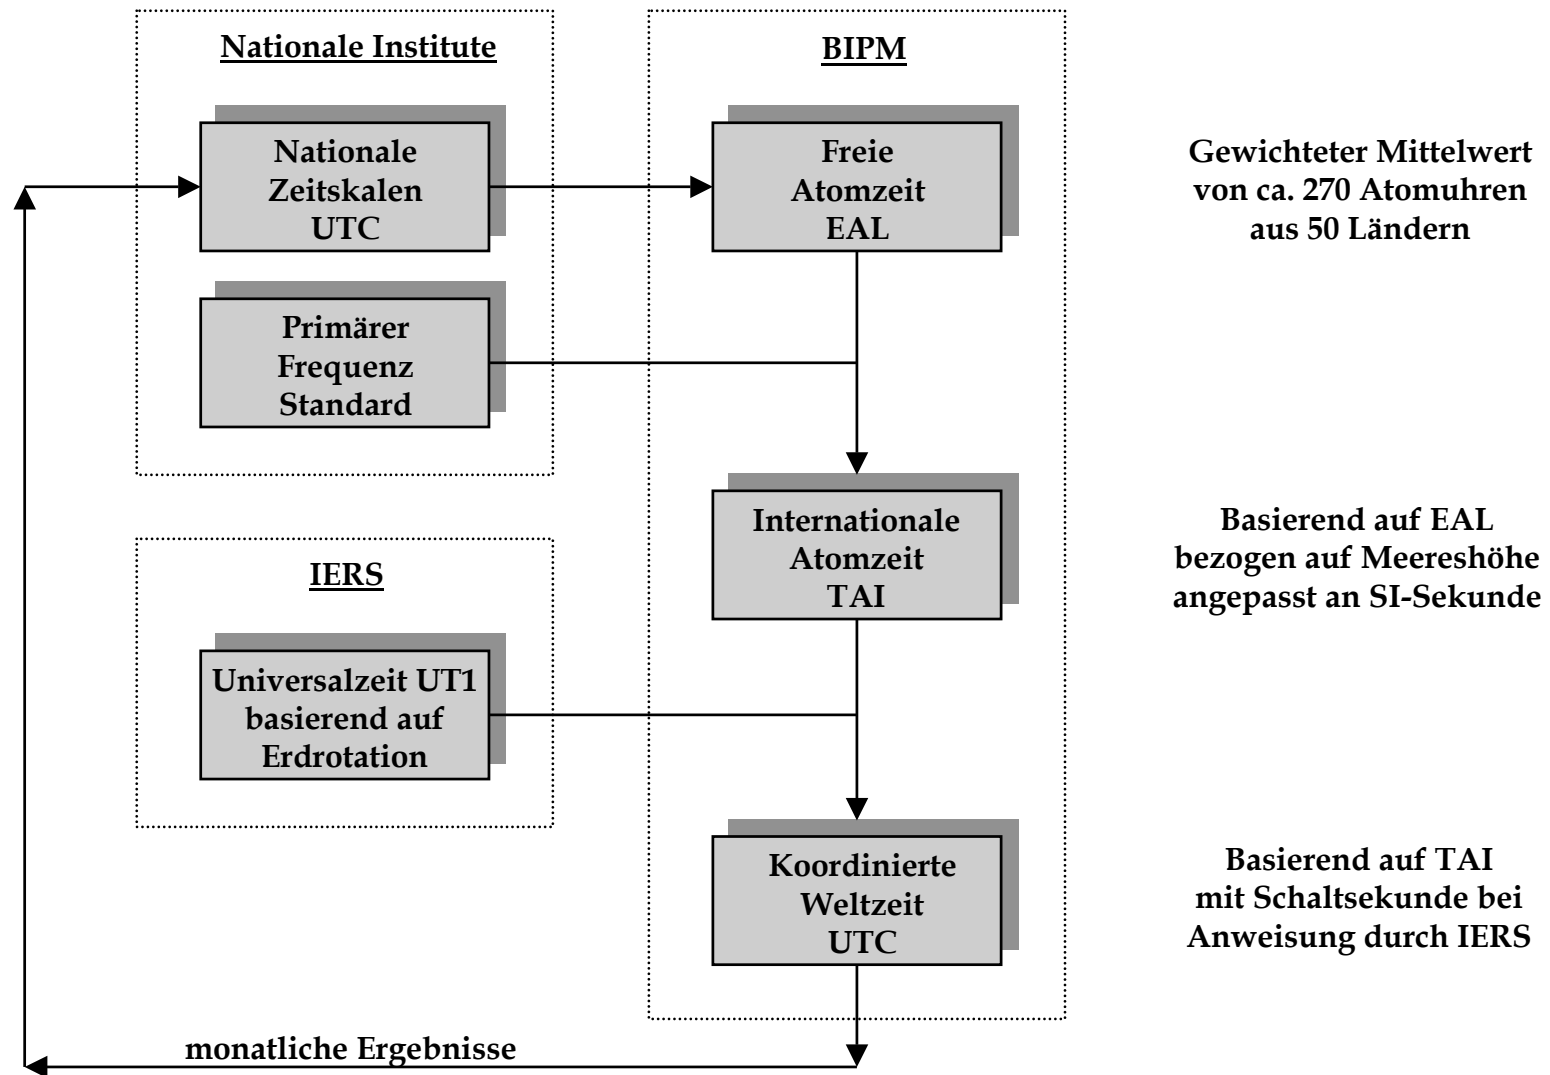 Nationale Institute
Nationale
Zeitskalen
UTC
Primärer
Frequenz
Standard
IERS
Universalzeit UT1
basierend auf
Erdrotation
BIPM
Freie
Atomzeit
EAL
Internationale
Atomzeit
TAI
Koordinierte
Weltzeit
UTC
Gewichteter Mittelwert
von ca. 270 Atomuhren
aus 50 Ländern
Basierend auf EAL
bezogen auf Meereshöhe
angepasst an SI-Sekunde
Basierend auf TAI
mit Schaltsekunde bei
Anweisung durch IERS
monatliche Ergebnisse